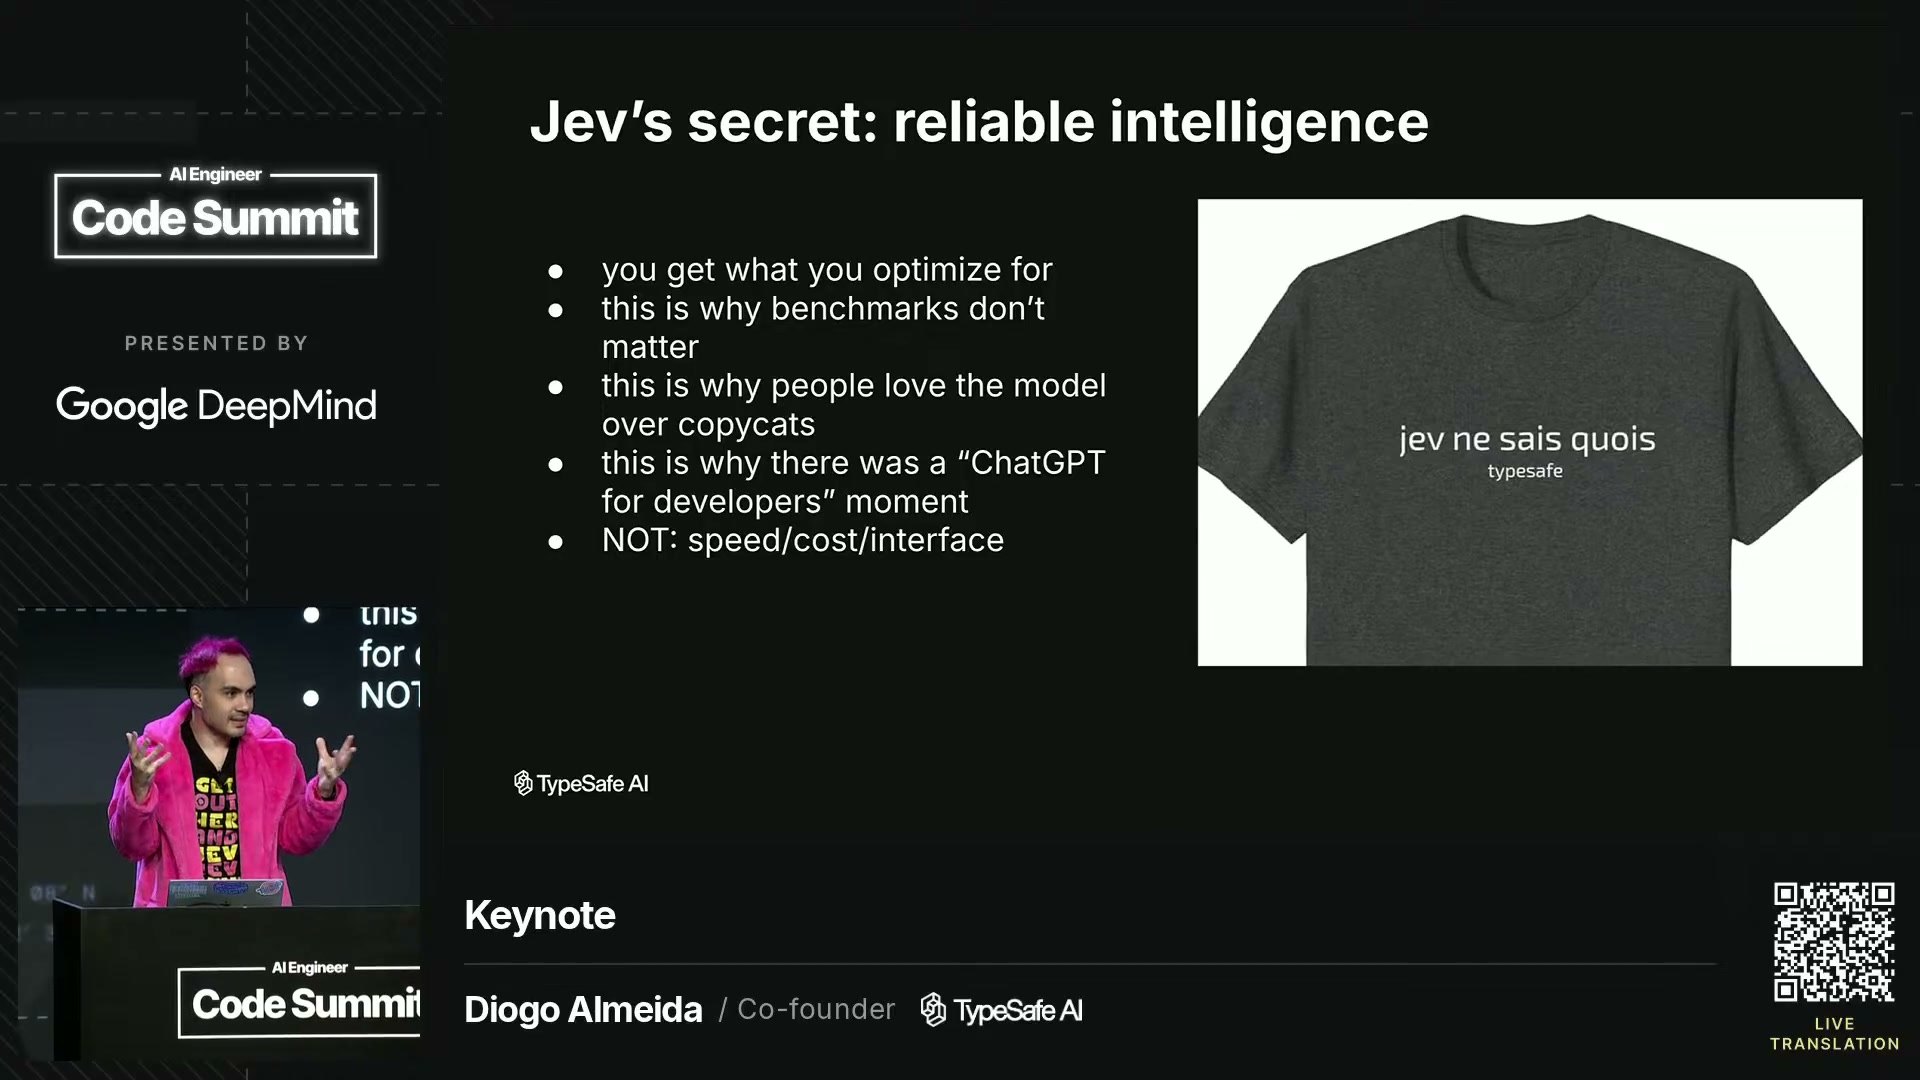 AI Engineer
Code Summit
PRESENTED BY
Google DeepMind
Jev’s secret: reliable intelligence
● you get what you optimize for
● this is why benchmarks don’t
matter
● this is why people love the model
over copycats
● this is why there was a “ChatGPT
for developers” moment
● NOT: speed/cost/interface
jev ne sais quois
typesafe
TypeSafe AI
● this
for
● NOT
OUT
AI Engineer
Code Summit
Keynote
Diogo Almeida / Co-founder TypeSafe AI
LIVE
TRANSLATION